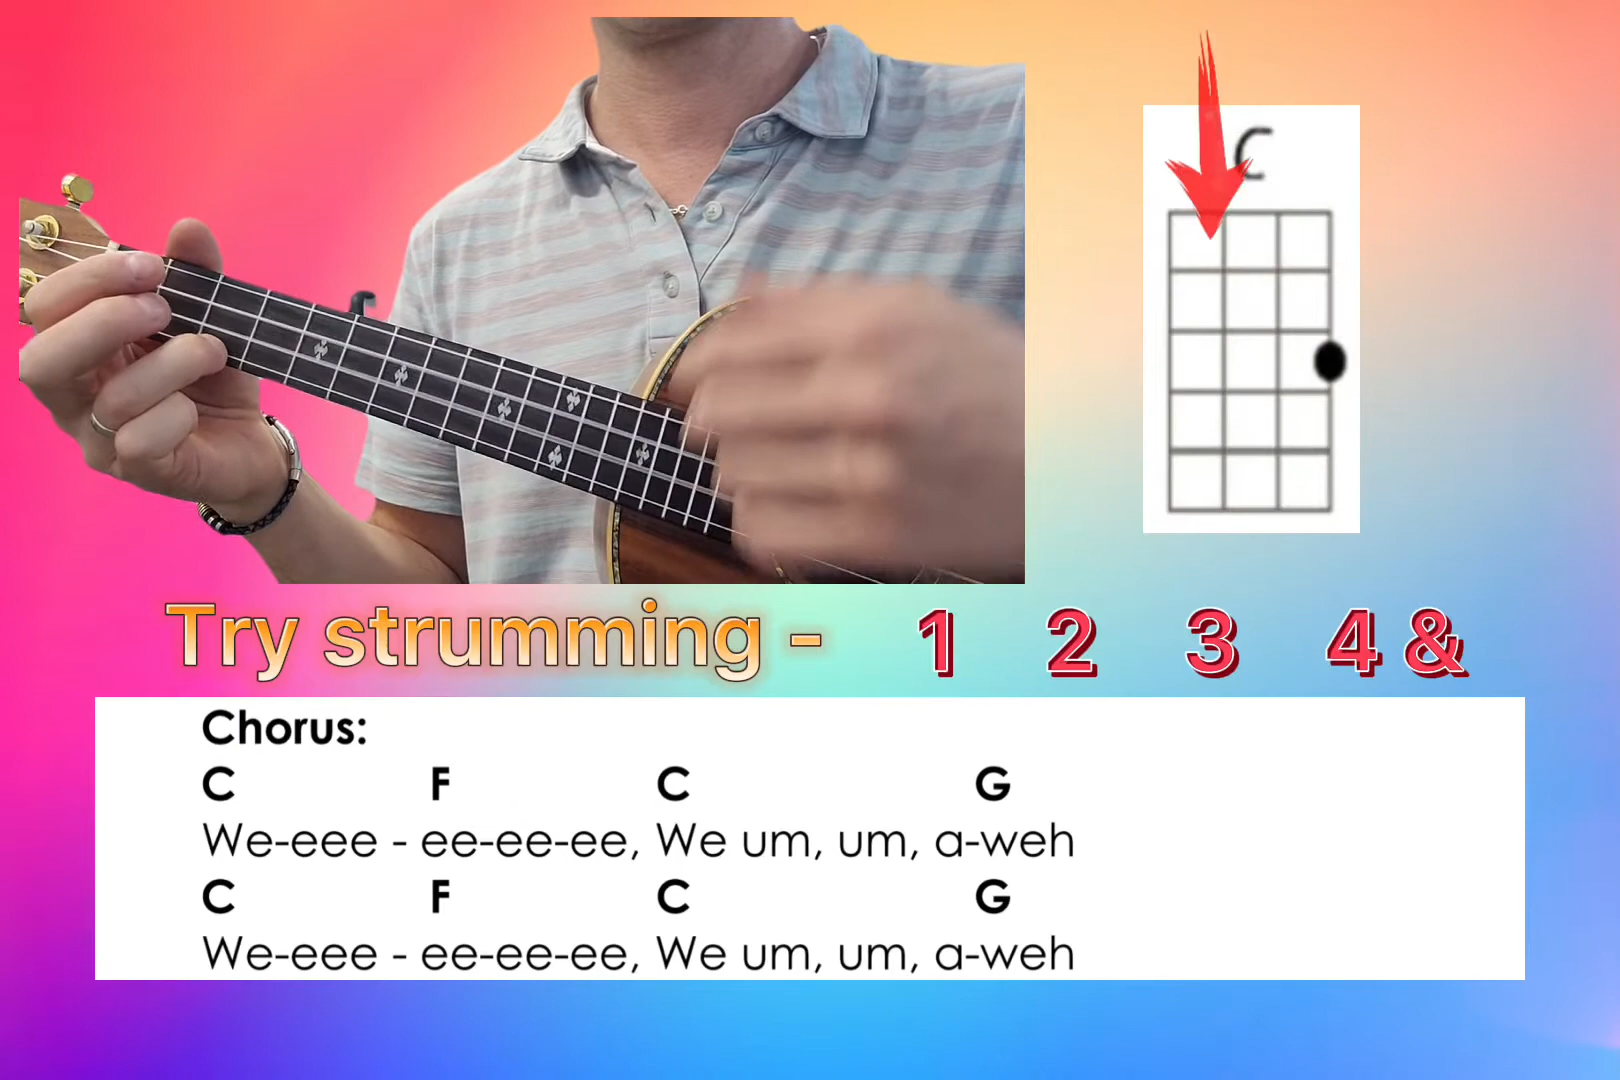 C
Try strumming - 1 2 3 4 &
Chorus:
C F C G
We-eee - ee-ee-ee, We um, um, a-weh
C F C G
We-eee - ee-ee-ee, We um, um, a-weh